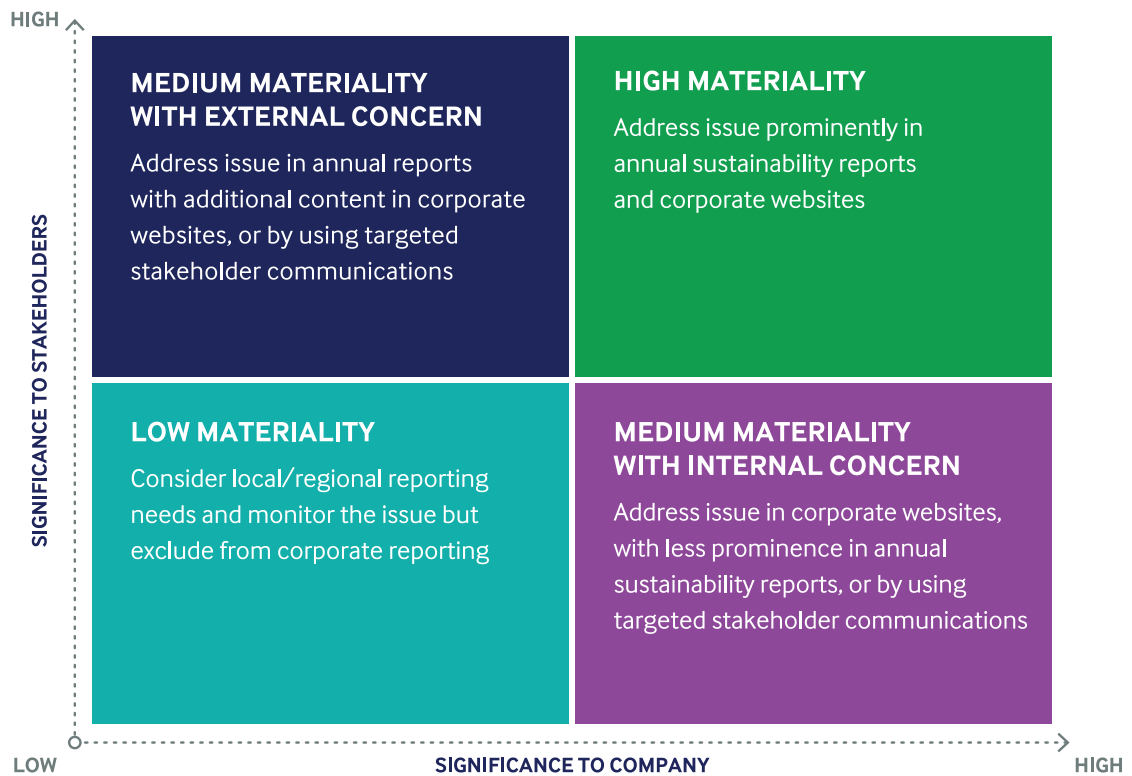 HIGH
SIGNIFICANCE TO STAKEHOLDERS
MEDIUM MATERIALITY
WITH EXTERNAL CONCERN
Address issue in annual reports
with additional content in corporate
websites, or by using targeted
stakeholder communications
HIGH MATERIALITY
Address issue prominently in
annual sustainability reports
and corporate websites
LOW MATERIALITY
Consider local/regional reporting
needs and monitor the issue but
exclude from corporate reporting
MEDIUM MATERIALITY
WITH INTERNAL CONCERN
Address issue in corporate websites,
with less prominence in annual
sustainability reports, or by using
targeted stakeholder communications
LOW
SIGNIFICANCE TO COMPANY
HIGH